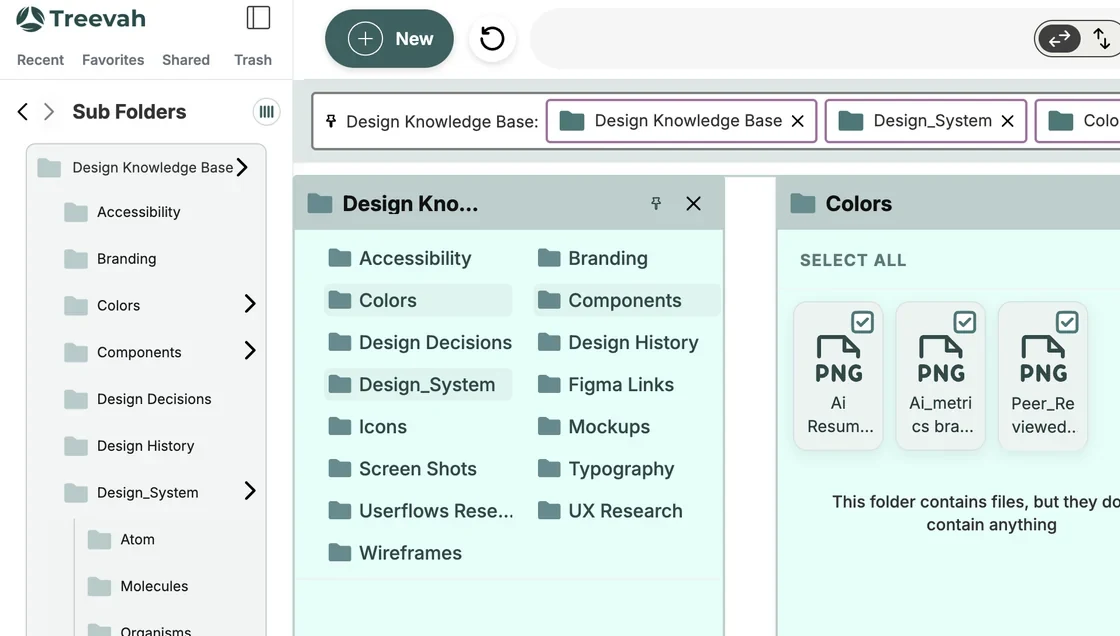 Treevah
Recent Favorites Shared Trash
Sub Folders
Design Knowledge Base
Accessibility
Branding
Colors
Components
Design Decisions
Design History
Design_System
Atom
Molecules
Organisms
New
Design Knowledge Base: Design Knowledge Base Design_System Colo
Design Kno...
Accessibility Branding
Colors Components
Design Decisions Design History
Design_System Figma Links
Icons Mockups
Screen Shots Typography
Userflows Rese... UX Research
Wireframes
Colors
SELECT ALL
PNG PNG PNG
Ai Ai_metri Peer_Re
Resum... cs bra... viewed..
This folder contains files, but they do
contain anything